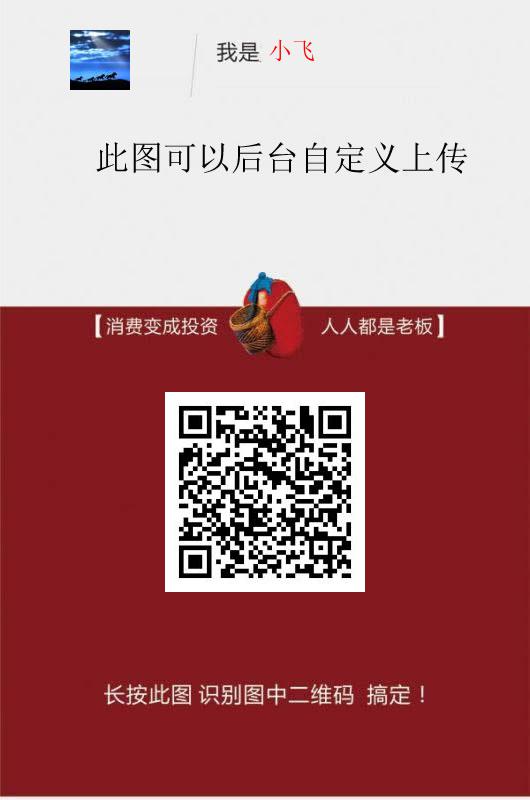 我是 小飞
此图可以后台自定义上传
【消费变成投资 人人都是老板】
长按此图 识别图中二维码 搞定！